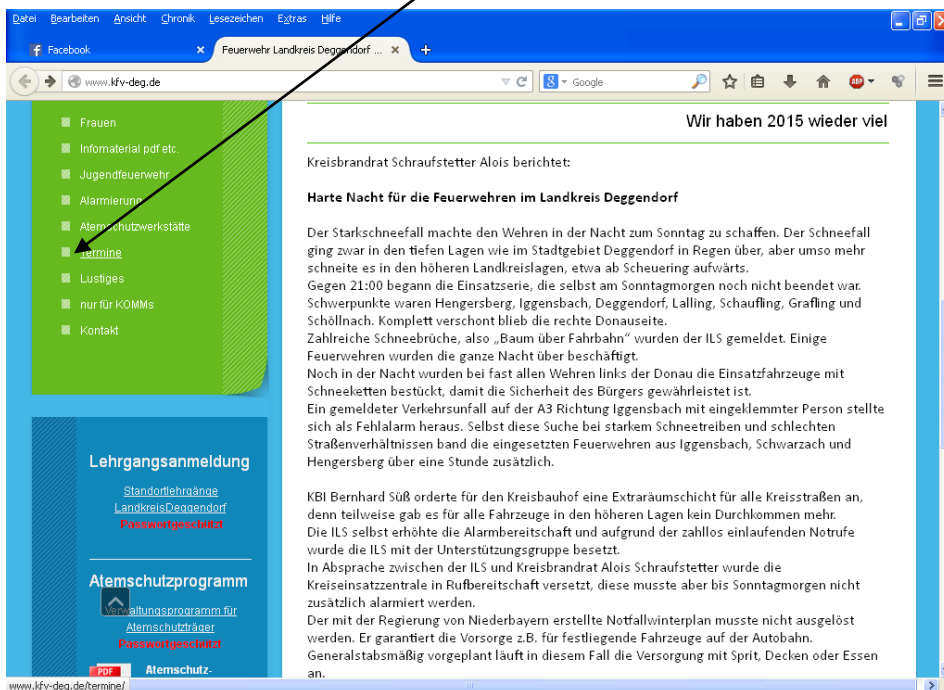 Datei Bearbeiten Ansicht Chronik Lesezeichen Extras Hilfe
Facebook
Feuerwehr Landkreis Deggendorf ...
www.kfv-deg.de
Google
ABP
Frauen
Infomaterial pdf etc.
Jugendfeuerwehr
Alarmierung
Atemschutzwerkstätte
Termine
Lustiges
nur für KOMMs
Kontakt
Lehrgangsanmeldung
Standortlehrgänge
LandkreisDeggendorf
Passwortgeschützt
Atemschutzprogramm
Verwaltungsprogramm für
Atemschutzträger
Passwortgeschützt
PDF
Atemschutz-
Wir haben 2015 wieder viel
Kreisbrandrat Schraufstetter Alois berichtet:
Harte Nacht für die Feuerwehren im Landkreis Deggendorf
Der Starkschneefall machte den Wehren in der Nacht zum Sonntag zu schaffen. Der Schneefall
ging zwar in den tiefen Lagen wie im Stadtgebiet Deggendorf in Regen über, aber umso mehr
schneite es in den höheren Landkreislagen, etwa ab Scheuering aufwärts.
Gegen 21:00 begann die Einsatzserie, die selbst am Sonntagmorgen noch nicht beendet war.
Schwerpunkte waren Hengersberg, Iggensbach, Deggendorf, Lalling, Schaufling, Grafling und
Schöllnach. Komplett verschont blieb die rechte Donauseite.
Zahlreiche Schneebrüche, also „Baum über Fahrbahn“ wurden der ILS gemeldet. Einige
Feuerwehren wurden die ganze Nacht über beschäftigt.
Noch in der Nacht wurden bei fast allen Wehren links der Donau die Einsatzfahrzeuge mit
Schneeketten bestückt, damit die Sicherheit des Bürgers gewährleistet ist.
Ein gemeldeter Verkehrsunfall auf der A3 Richtung Iggensbach mit eingeklemmter Person stellte
sich als Fehlalarm heraus. Selbst diese Suche bei starkem Schneetreiben und schlechten
Straßenverhältnissen band die eingesetzten Feuerwehren aus Iggensbach, Schwarzach und
Hengersberg über eine Stunde zusätzlich.
KBI Bernhard Süß orderte für den Kreisbauhof eine Extraräumschicht für alle Kreisstraßen an,
denn teilweise gab es für alle Fahrzeuge in den höheren Lagen kein Durchkommen mehr.
Die ILS selbst erhöhte die Alarmbereitschaft und aufgrund der zahllos einlaufenden Notrufe
wurde die ILS mit der Unterstützungsgruppe besetzt.
In Absprache zwischen der ILS und Kreisbrandrat Alois Schraufstetter wurde die
Kreiseinsatzzentrale in Rufbereitschaft versetzt, diese musste aber bis Sonntagmorgen nicht
zusätzlich alarmiert werden.
Der mit der Regierung von Niederbayern erstellte Notfallwinterplan musste nicht ausgelöst
werden. Er garantiert die Vorsorge z.B. für festliegende Fahrzeuge auf der Autobahn.
Generalstabsmäßig vorgeplant läuft in diesem Fall die Versorgung mit Sprit, Decken oder Essen
an.
www.kfv-deg.de/termine/